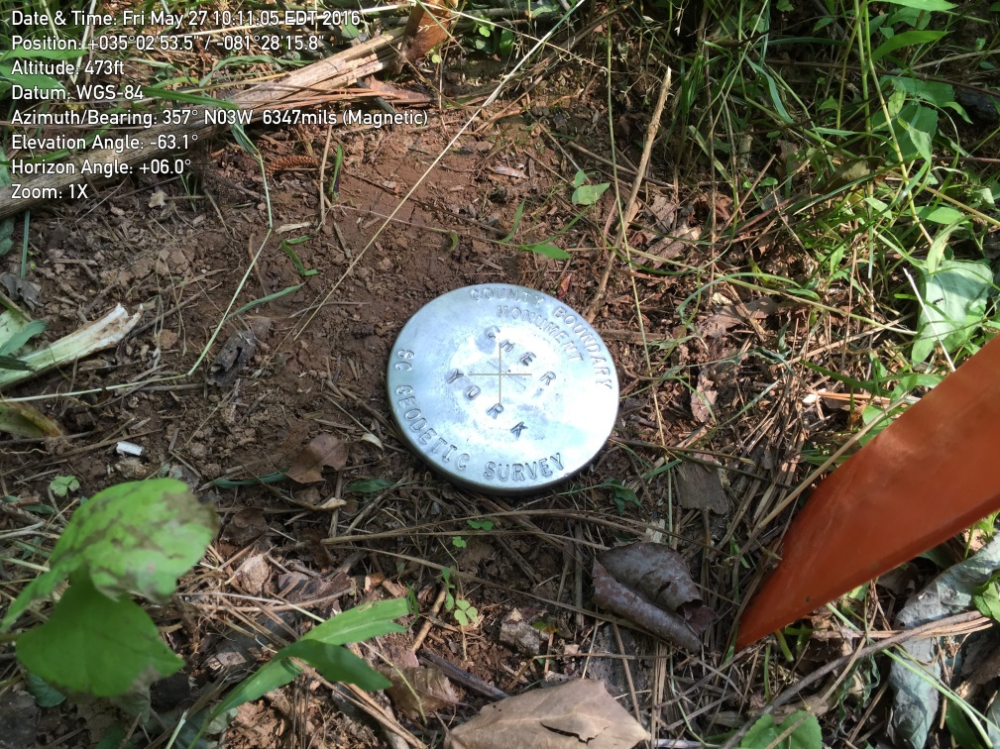 Date & Time: Fri May 27 10:11:05 EDT 2016
Position: +035°02'53.5" / -081°28'15.8"
Altitude: 473ft
Datum: WGS-84
Azimuth/Bearing: 357° N03W 6347mils (Magnetic)
Elevation Angle: -63.1°
Horizon Angle: +06.0°
Zoom: 1X
COUNTY BOUNDARY
MONUMENT
CHER
YORK
SC GEODETIC SURVEY